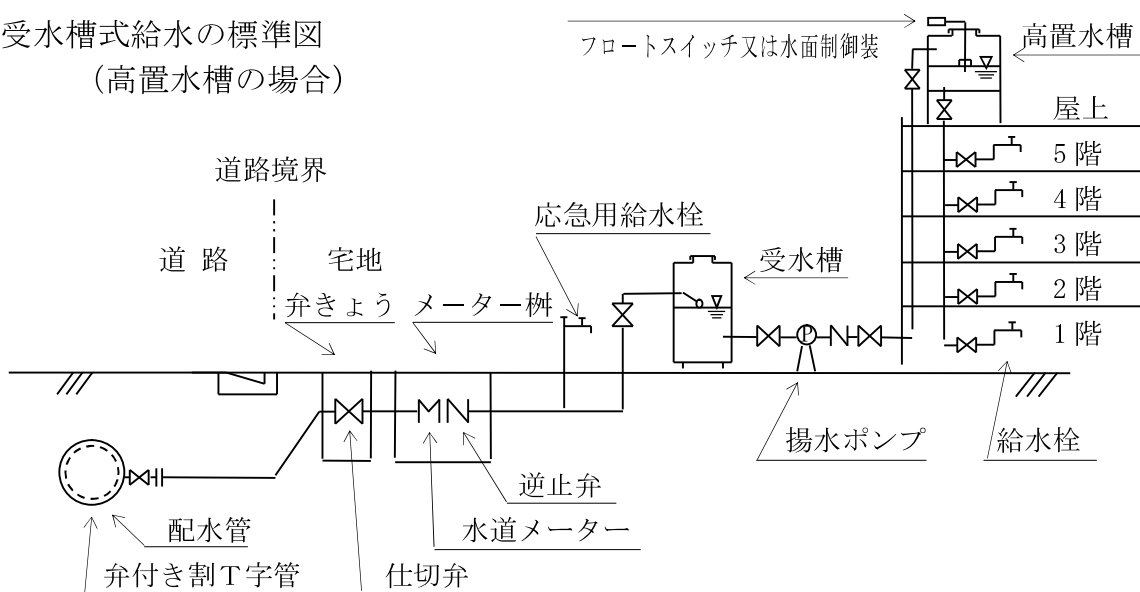 受水槽式給水の標準図
（高置水槽の場合）
フロートスイッチ又は水面制御装
高置水槽
屋上
5階
4階
3階
2階
1階
道路境界
道 路
宅地
応急用給水栓
受水槽
弁きょう
メーター桝
P
揚水ポンプ
給水栓
逆止弁
水道メーター
配水管
弁付き割Ｔ字管
仕切弁